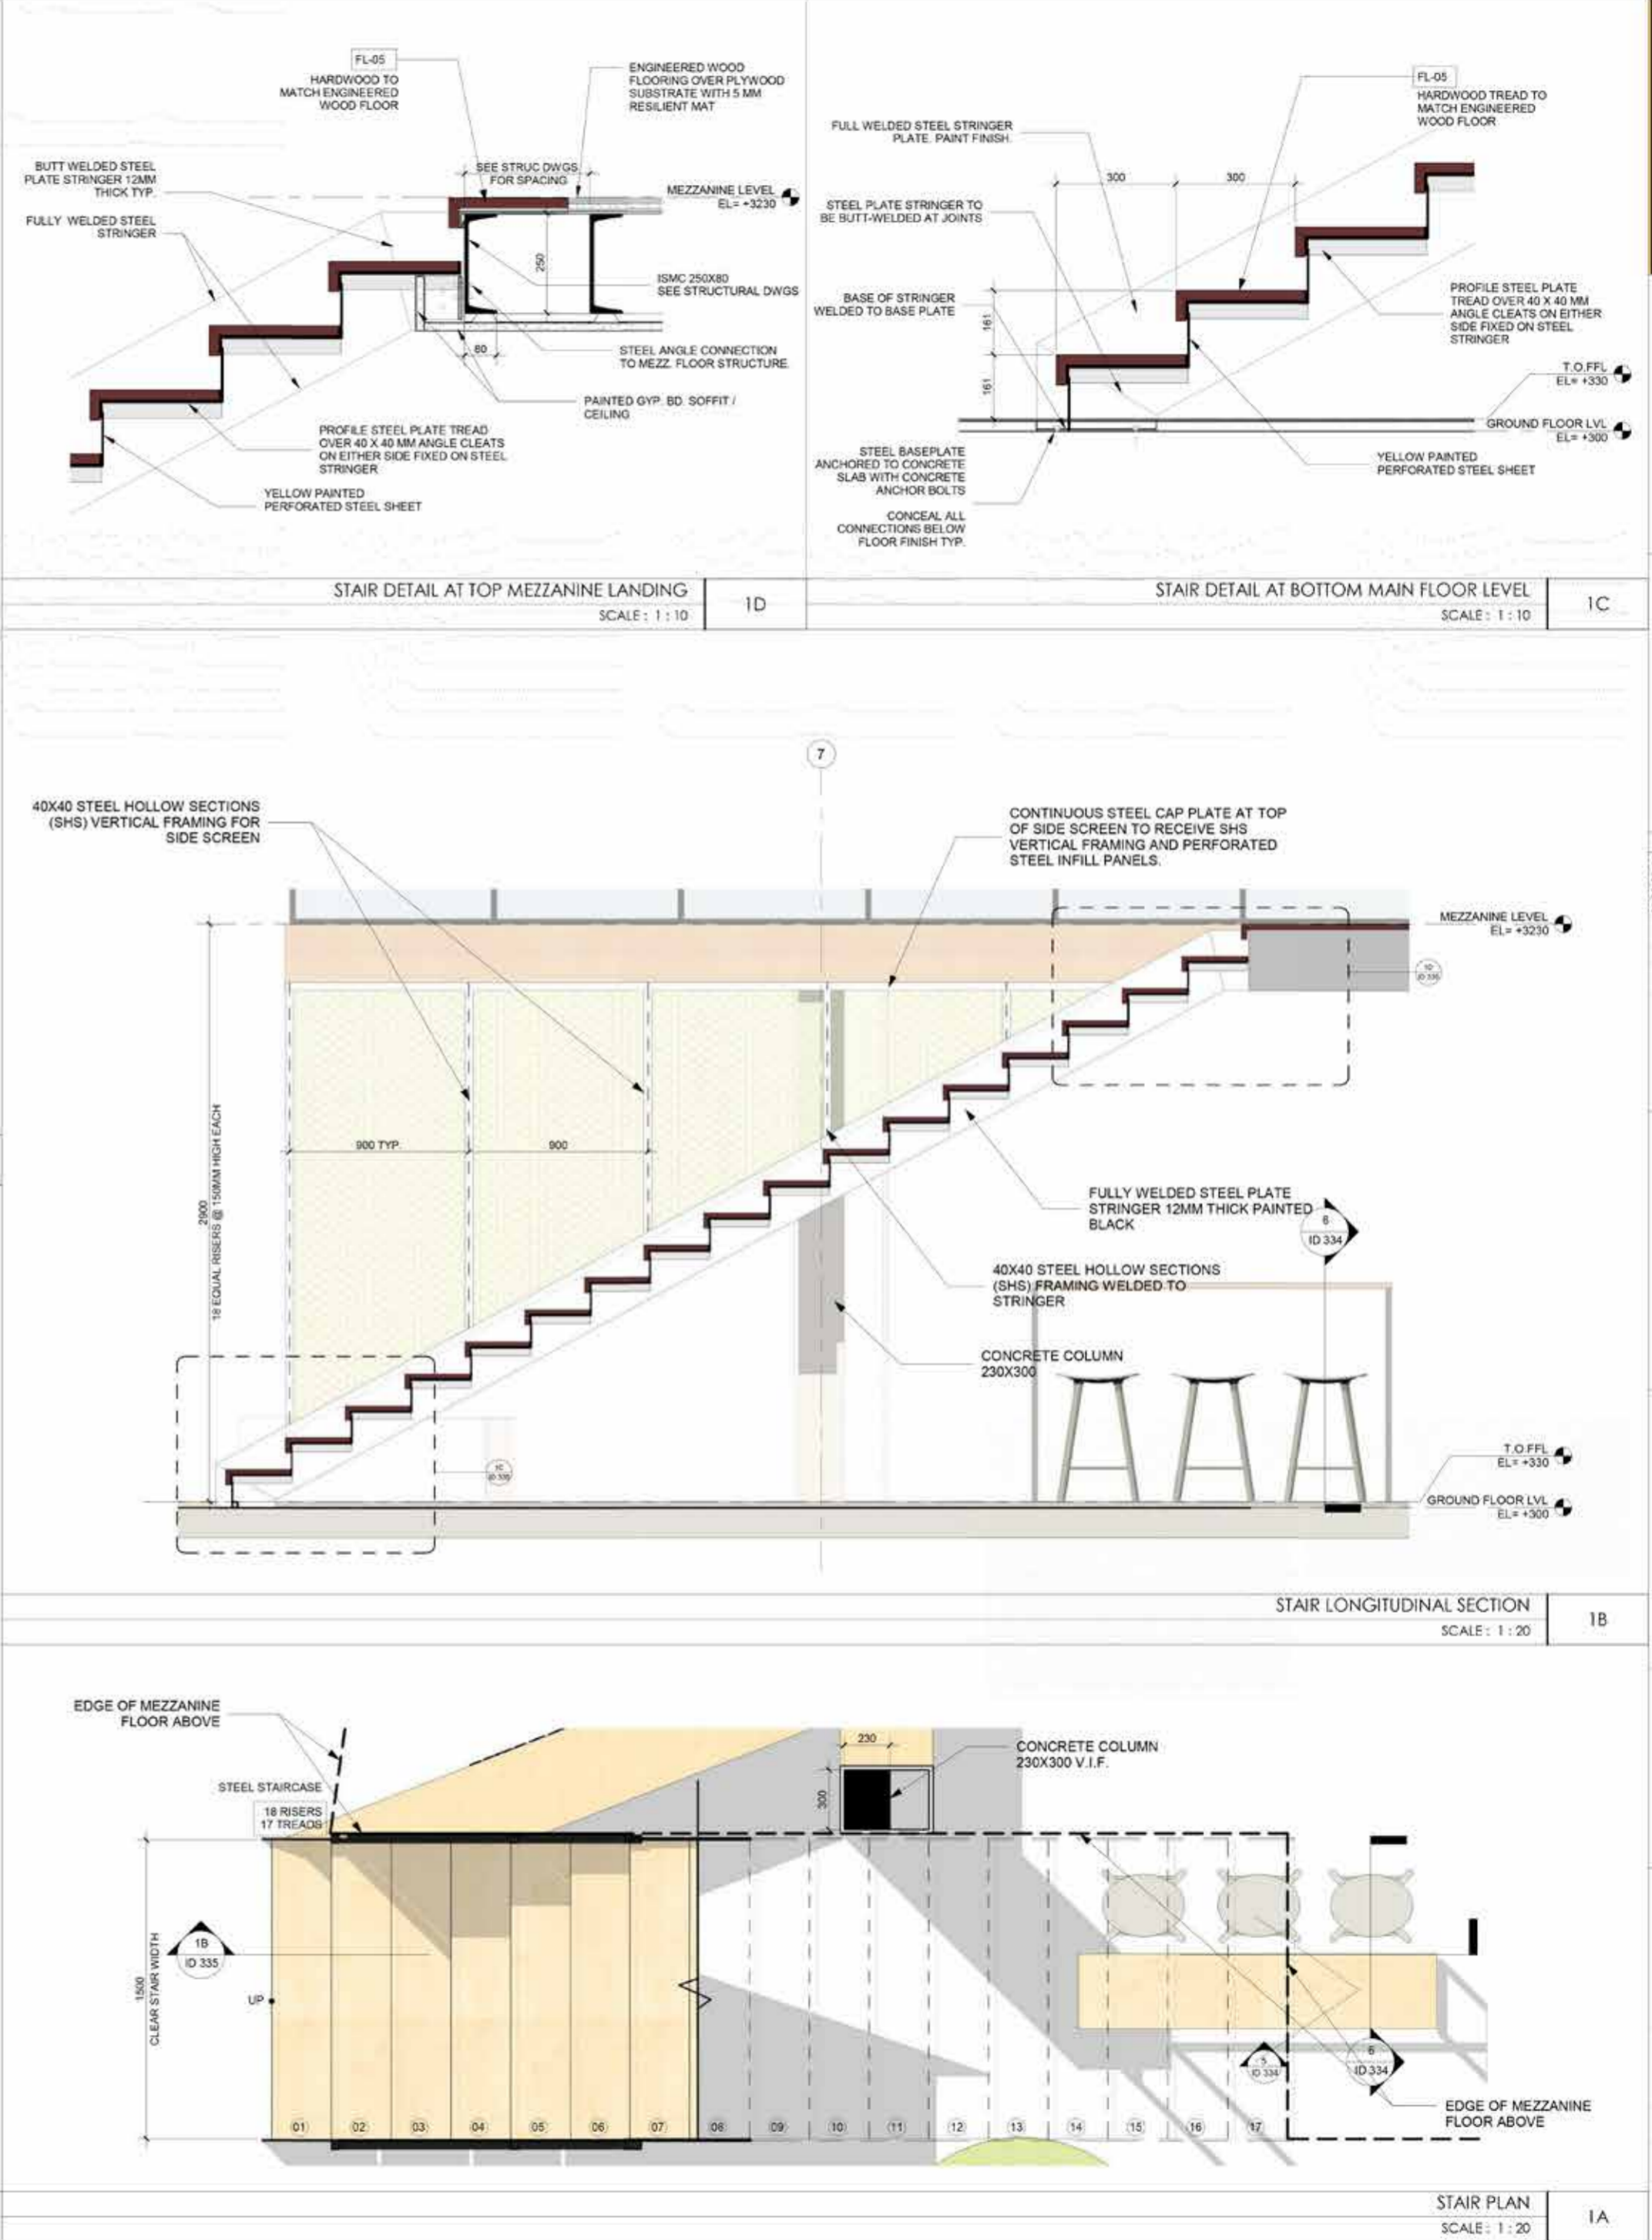 FL-05
HARDWOOD TO
MATCH ENGINEERED
WOOD FLOOR
ENGINEERED WOOD
FLOORING OVER PLYWOOD
SUBSTRATE WITH 5 MM
RESILIENT MAT
BUTT WELDED STEEL
PLATE STRINGER 12MM
THICK TYP.
FULLY WELDED STEEL
STRINGER
SEE STRUC DWGS
FOR SPACING
MEZZANINE LEVEL
EL= +3230
250
ISMC 250X80
SEE STRUCTURAL DWGS
80
STEEL ANGLE CONNECTION
TO MEZZ. FLOOR STRUCTURE.
PAINTED GYP. BD. SOFFIT /
CEILING
PROFILE STEEL PLATE TREAD
OVER 40 X 40 MM ANGLE CLEATS
ON EITHER SIDE FIXED ON STEEL
STRINGER
YELLOW PAINTED
PERFORATED STEEL SHEET
STAIR DETAIL AT TOP MEZZANINE LANDING
SCALE : 1 : 10
1D
FL-05
HARDWOOD TREAD TO
MATCH ENGINEERED
WOOD FLOOR
FULL WELDED STEEL STRINGER
PLATE. PAINT FINISH.
300
300
STEEL PLATE STRINGER TO
BE BUTT-WELDED AT JOINTS
BASE OF STRINGER
WELDED TO BASE PLATE
161
161
PROFILE STEEL PLATE
TREAD OVER 40 X 40 MM
ANGLE CLEATS ON EITHER
SIDE FIXED ON STEEL
STRINGER
T.O.FFL
EL= +330
GROUND FLOOR LVL
EL= +300
STEEL BASEPLATE
ANCHORED TO CONCRETE
SLAB WITH CONCRETE
ANCHOR BOLTS
CONCEAL ALL
CONNECTIONS BELOW
FLOOR FINISH TYP.
YELLOW PAINTED
PERFORATED STEEL SHEET
STAIR DETAIL AT BOTTOM MAIN FLOOR LEVEL
SCALE : 1 : 10
1C
7
40X40 STEEL HOLLOW SECTIONS
(SHS) VERTICAL FRAMING FOR
SIDE SCREEN
CONTINUOUS STEEL CAP PLATE AT TOP
OF SIDE SCREEN TO RECEIVE SHS
VERTICAL FRAMING AND PERFORATED
STEEL INFILL PANELS.
MEZZANINE LEVEL
EL= +3230
1D
ID 335
2900
18 EQUAL RISERS @ 150MM HIGH EACH
900 TYP.
900
FULLY WELDED STEEL PLATE
STRINGER 12MM THICK PAINTED
BLACK
6
ID 334
40X40 STEEL HOLLOW SECTIONS
(SHS) FRAMING WELDED TO
STRINGER
CONCRETE COLUMN
230X300
1C
ID 335
T.O.FFL
EL= +330
GROUND FLOOR LVL
EL= +300
STAIR LONGITUDINAL SECTION
SCALE : 1 : 20
1B
EDGE OF MEZZANINE
FLOOR ABOVE
STEEL STAIRCASE
18 RISERS
17 TREADS
230
300
CONCRETE COLUMN
230X300 V.I.F.
1500
CLEAR STAIR WIDTH
1B
ID 335
UP
01 02 03 04 05 06 07 08 09 10 11 12 13 14 15 16 17
5
ID 334
6
ID 334
EDGE OF MEZZANINE
FLOOR ABOVE
STAIR PLAN
SCALE : 1 : 20
1A